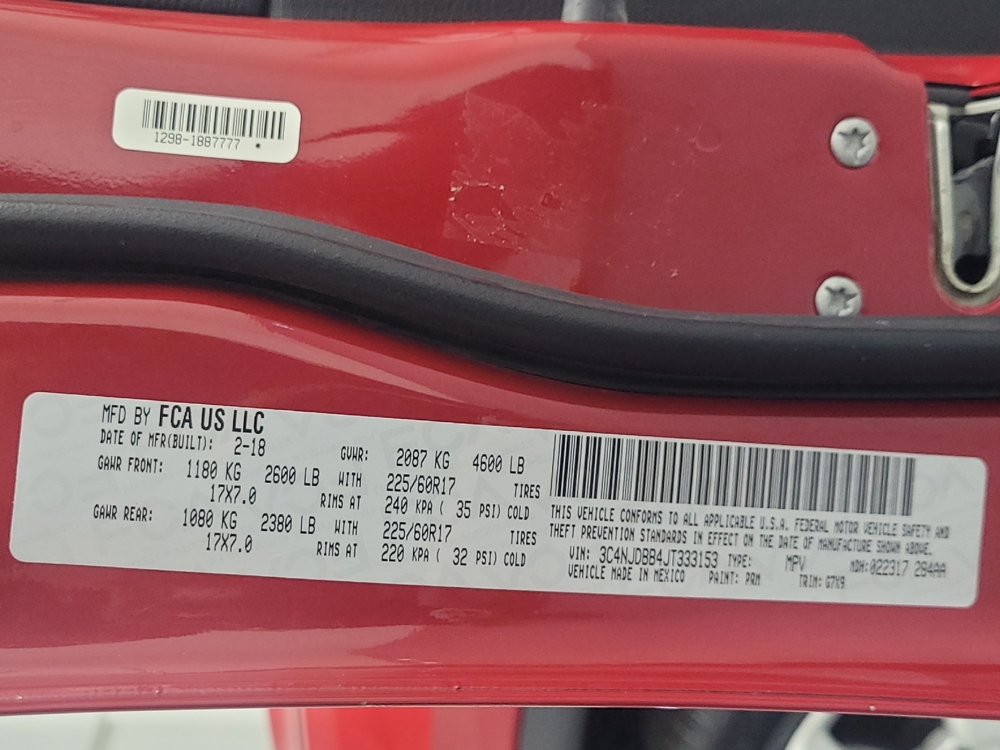 1298-1887777
MFD BY FCA US LLC
DATE OF MFR(BUILT): 2-18 GVWR: 2087 KG 4600 LB
GAWR FRONT: 1180 KG 2600 LB WITH 225/60R17 TIRES
17X7.0 RIMS AT 240 KPA ( 35 PSI) COLD
GAWR REAR: 1080 KG 2380 LB WITH 225/60R17 TIRES
17X7.0 RIMS AT 220 KPA ( 32 PSI) COLD
THIS VEHICLE CONFORMS TO ALL APPLICABLE U.S.A. FEDERAL MOTOR VEHICLE SAFETY AND
THEFT PREVENTION STANDARDS IN EFFECT ON THE DATE OF MANUFACTURE SHOWN ABOVE.
VIN: 3C4NJDBB4JT333153 TYPE: MPV MDH:022317 284AA
VEHICLE MADE IN MEXICO PAINT: PRM TRIM: G7X9